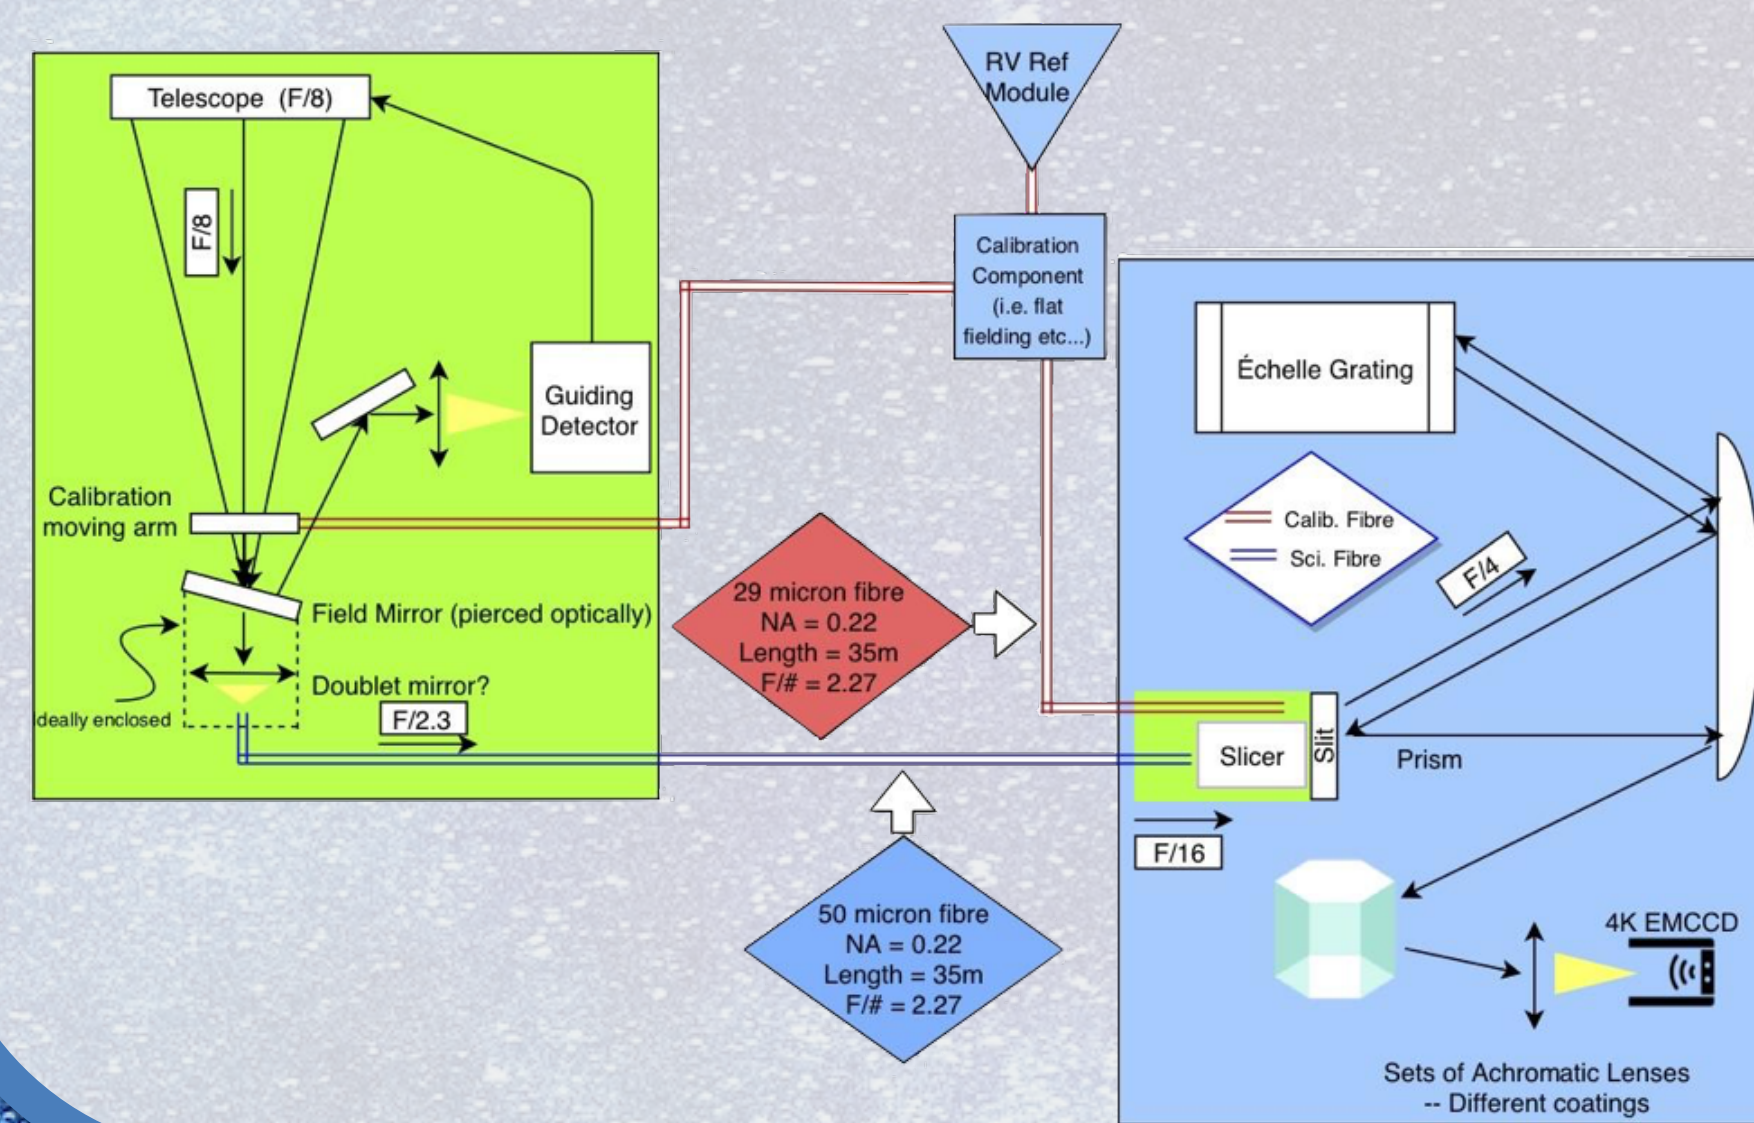 Telescope (F/8)
F/8
Guiding
Detector
Calibration
moving arm
Field Mirror (pierced optically)
Doublet mirror?
deally enclosed
F/2.3
RV Ref
Module
Calibration
Component
(i.e. flat
fielding etc...)
29 micron fibre
NA = 0.22
Length = 35m
F/# = 2.27
50 micron fibre
NA = 0.22
Length = 35m
F/# = 2.27
Échelle Grating
Calib. Fibre
Sci. Fibre
F/4
Slicer
Slit
Prism
F/16
4K EMCCD
Sets of Achromatic Lenses
-- Different coatings